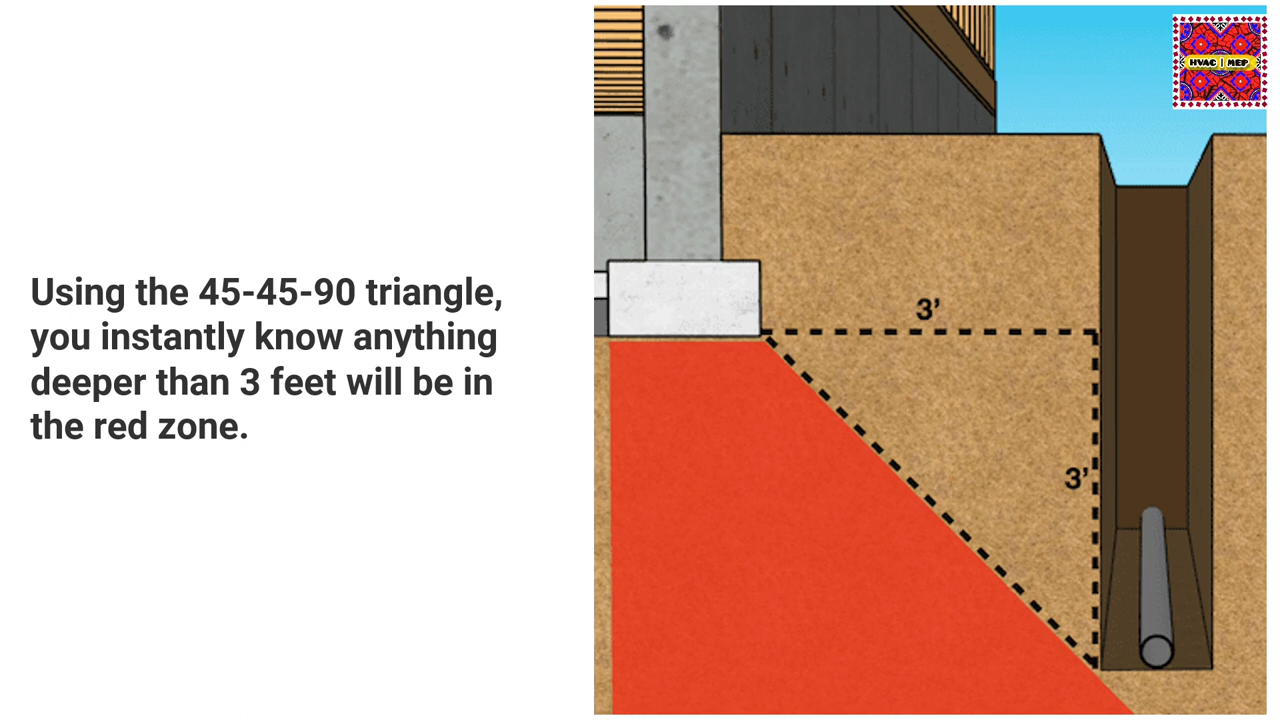 HVAC | MEP
Using the 45-45-90 triangle,
you instantly know anything
deeper than 3 feet will be in
the red zone.
3’
3’